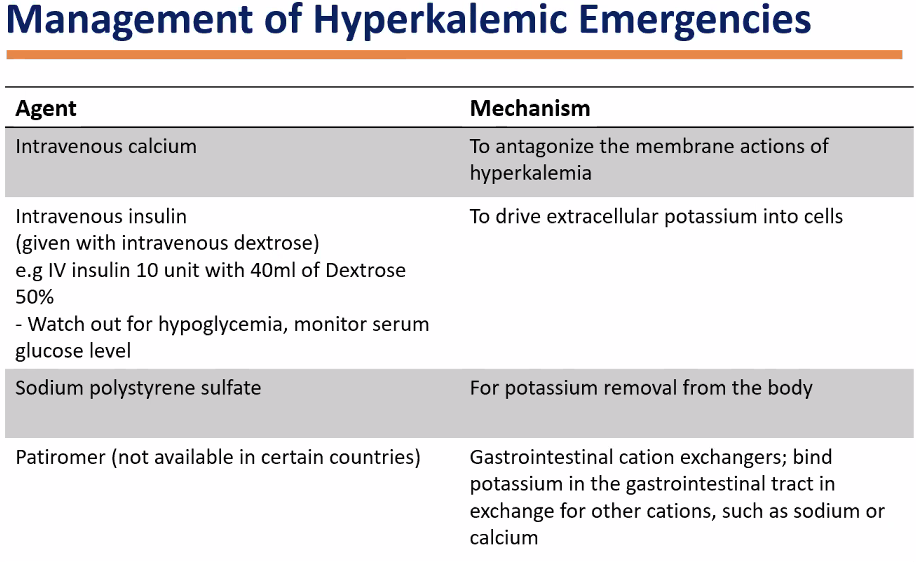 Management of Hyperkalemic Emergencies
Agent
Mechanism
Intravenous calcium
To antagonize the membrane actions of
hyperkalemia
Intravenous insulin
(given with intravenous dextrose)
e.g IV insulin 10 unit with 40ml of Dextrose
50%
- Watch out for hypoglycemia, monitor serum
glucose level
To drive extracellular potassium into cells
Sodium polystyrene sulfate
For potassium removal from the body
Patiromer (not available in certain countries)
Gastrointestinal cation exchangers; bind
potassium in the gastrointestinal tract in
exchange for other cations, such as sodium or
calcium